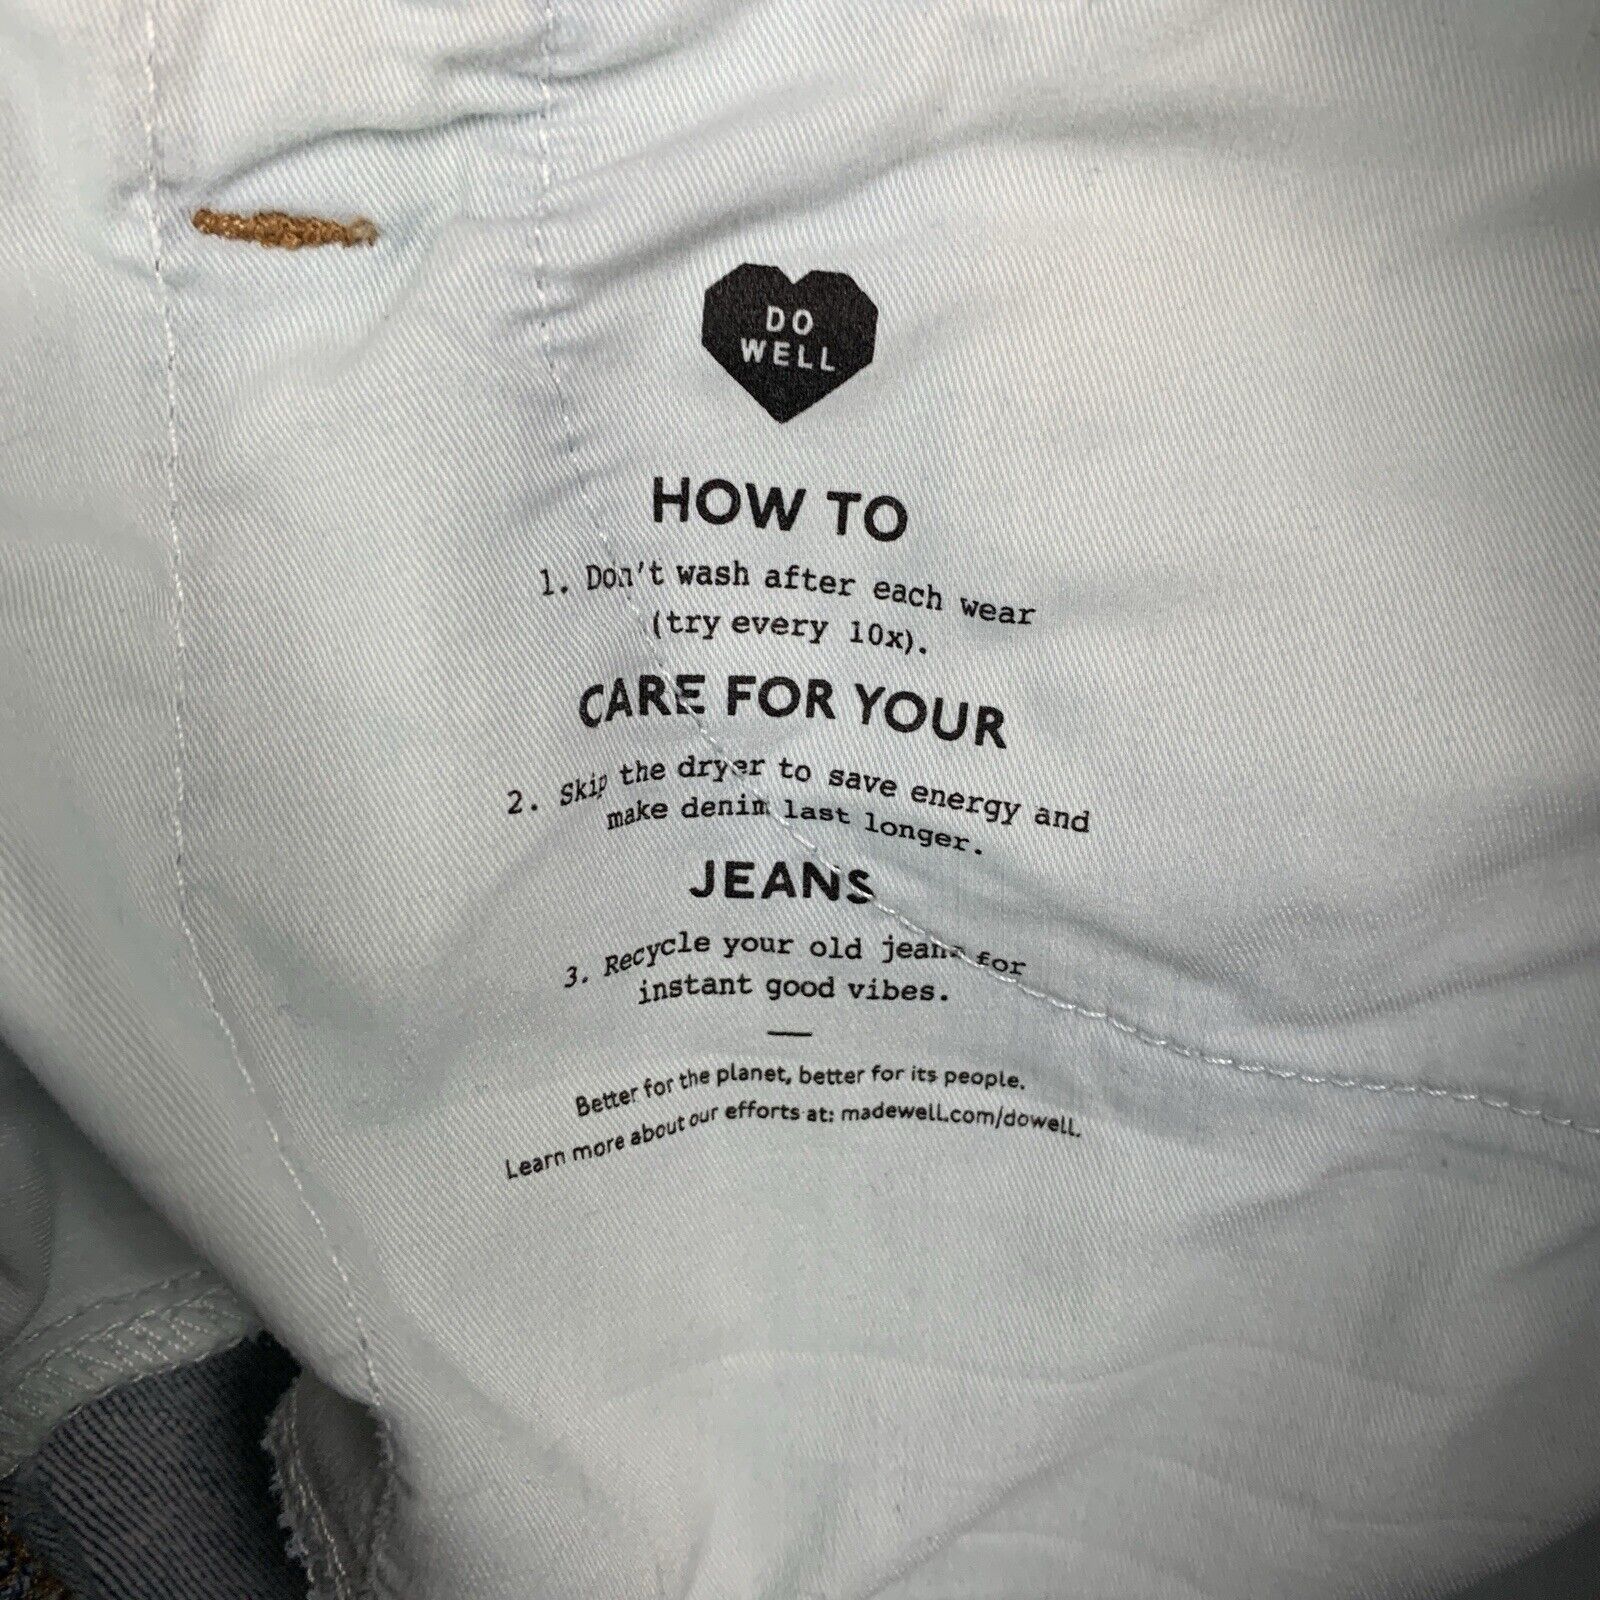 DO
WELL
HOW TO
1. Don't wash after each wear
(try every 10x).
CARE FOR YOUR
2. Skip the dryer to save energy and
make denim last longer.
JEANS
3. Recycle your old jeans for
instant good vibes.
—
Better for the planet, better for its people.
Learn more about our efforts at: madewell.com/dowell.